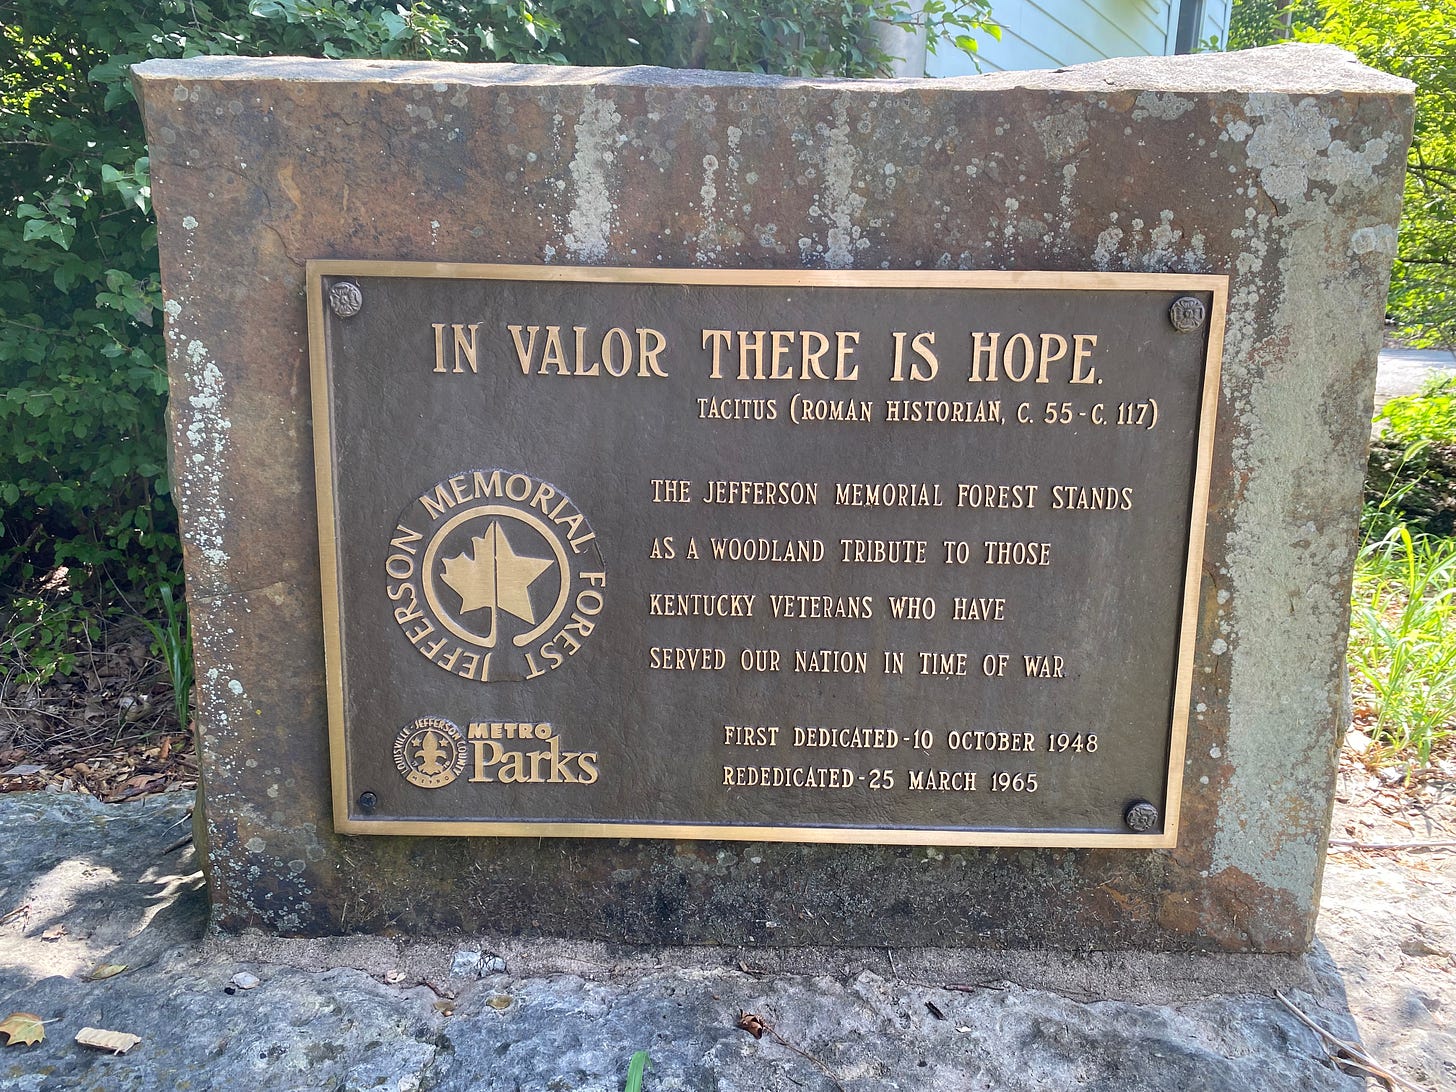 IN VALOR THERE IS HOPE.
TACITUS (ROMAN HISTORIAN, C. 55 - C. 117)
JEFFERSON MEMORIAL FOREST
THE JEFFERSON MEMORIAL FOREST STANDS
AS A WOODLAND TRIBUTE TO THOSE
KENTUCKY VETERANS WHO HAVE
SERVED OUR NATION IN TIME OF WAR
LOUISVILLE-JEFFERSON COUNTY
METRO
Parks
FIRST DEDICATED - 10 OCTOBER 1948
REDEDICATED - 25 MARCH 1965